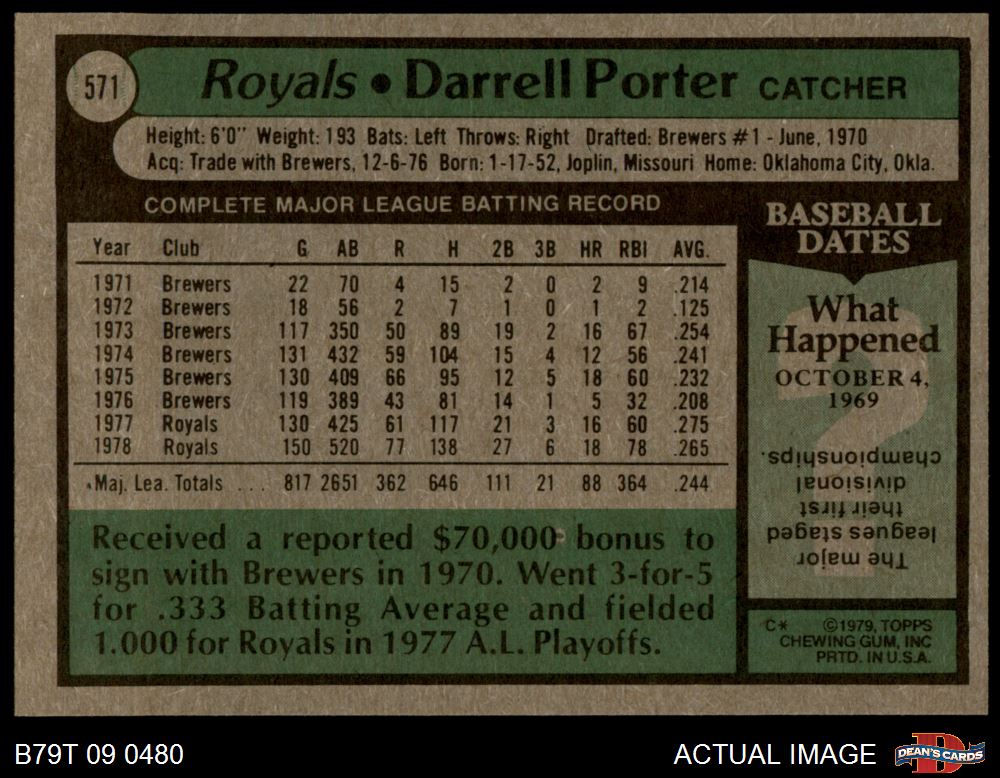 571
Royals • Darrell Porter CATCHER
Height: 6'0" Weight: 193 Bats: Left Throws: Right Drafted: Brewers #1 - June, 1970
Acq: Trade with Brewers, 12-6-76 Born: 1-17-52, Joplin, Missouri Home: Oklahoma City, Okla.
COMPLETE MAJOR LEAGUE BATTING RECORD
Year Club G AB R H 2B 3B HR RBI AVG.
1971 Brewers 22 70 4 15 2 0 2 9 .214
1972 Brewers 18 56 2 7 1 0 1 2 .125
1973 Brewers 117 350 50 89 19 2 16 67 .254
1974 Brewers 131 432 59 104 15 4 12 56 .241
1975 Brewers 130 409 66 95 12 5 18 60 .232
1976 Brewers 119 389 43 81 14 1 5 32 .208
1977 Royals 130 425 61 117 21 3 16 60 .275
1978 Royals 150 520 77 138 27 6 18 78 .265
Maj. Lea. Totals ... 817 2651 362 646 111 21 88 364 .244
Received a reported $70,000 bonus to
sign with Brewers in 1970. Went 3-for-5
for .333 Batting Average and fielded
1.000 for Royals in 1977 A.L. Playoffs.
BASEBALL
DATES
What
Happened
OCTOBER 4,
1969
The major
leagues staged
their first
divisional
championships.
C* ©1979, TOPPS
CHEWING GUM, INC
PRTD. IN U.S.A.
B79T 09 0480
ACTUAL IMAGE
DEAN'S CARDS